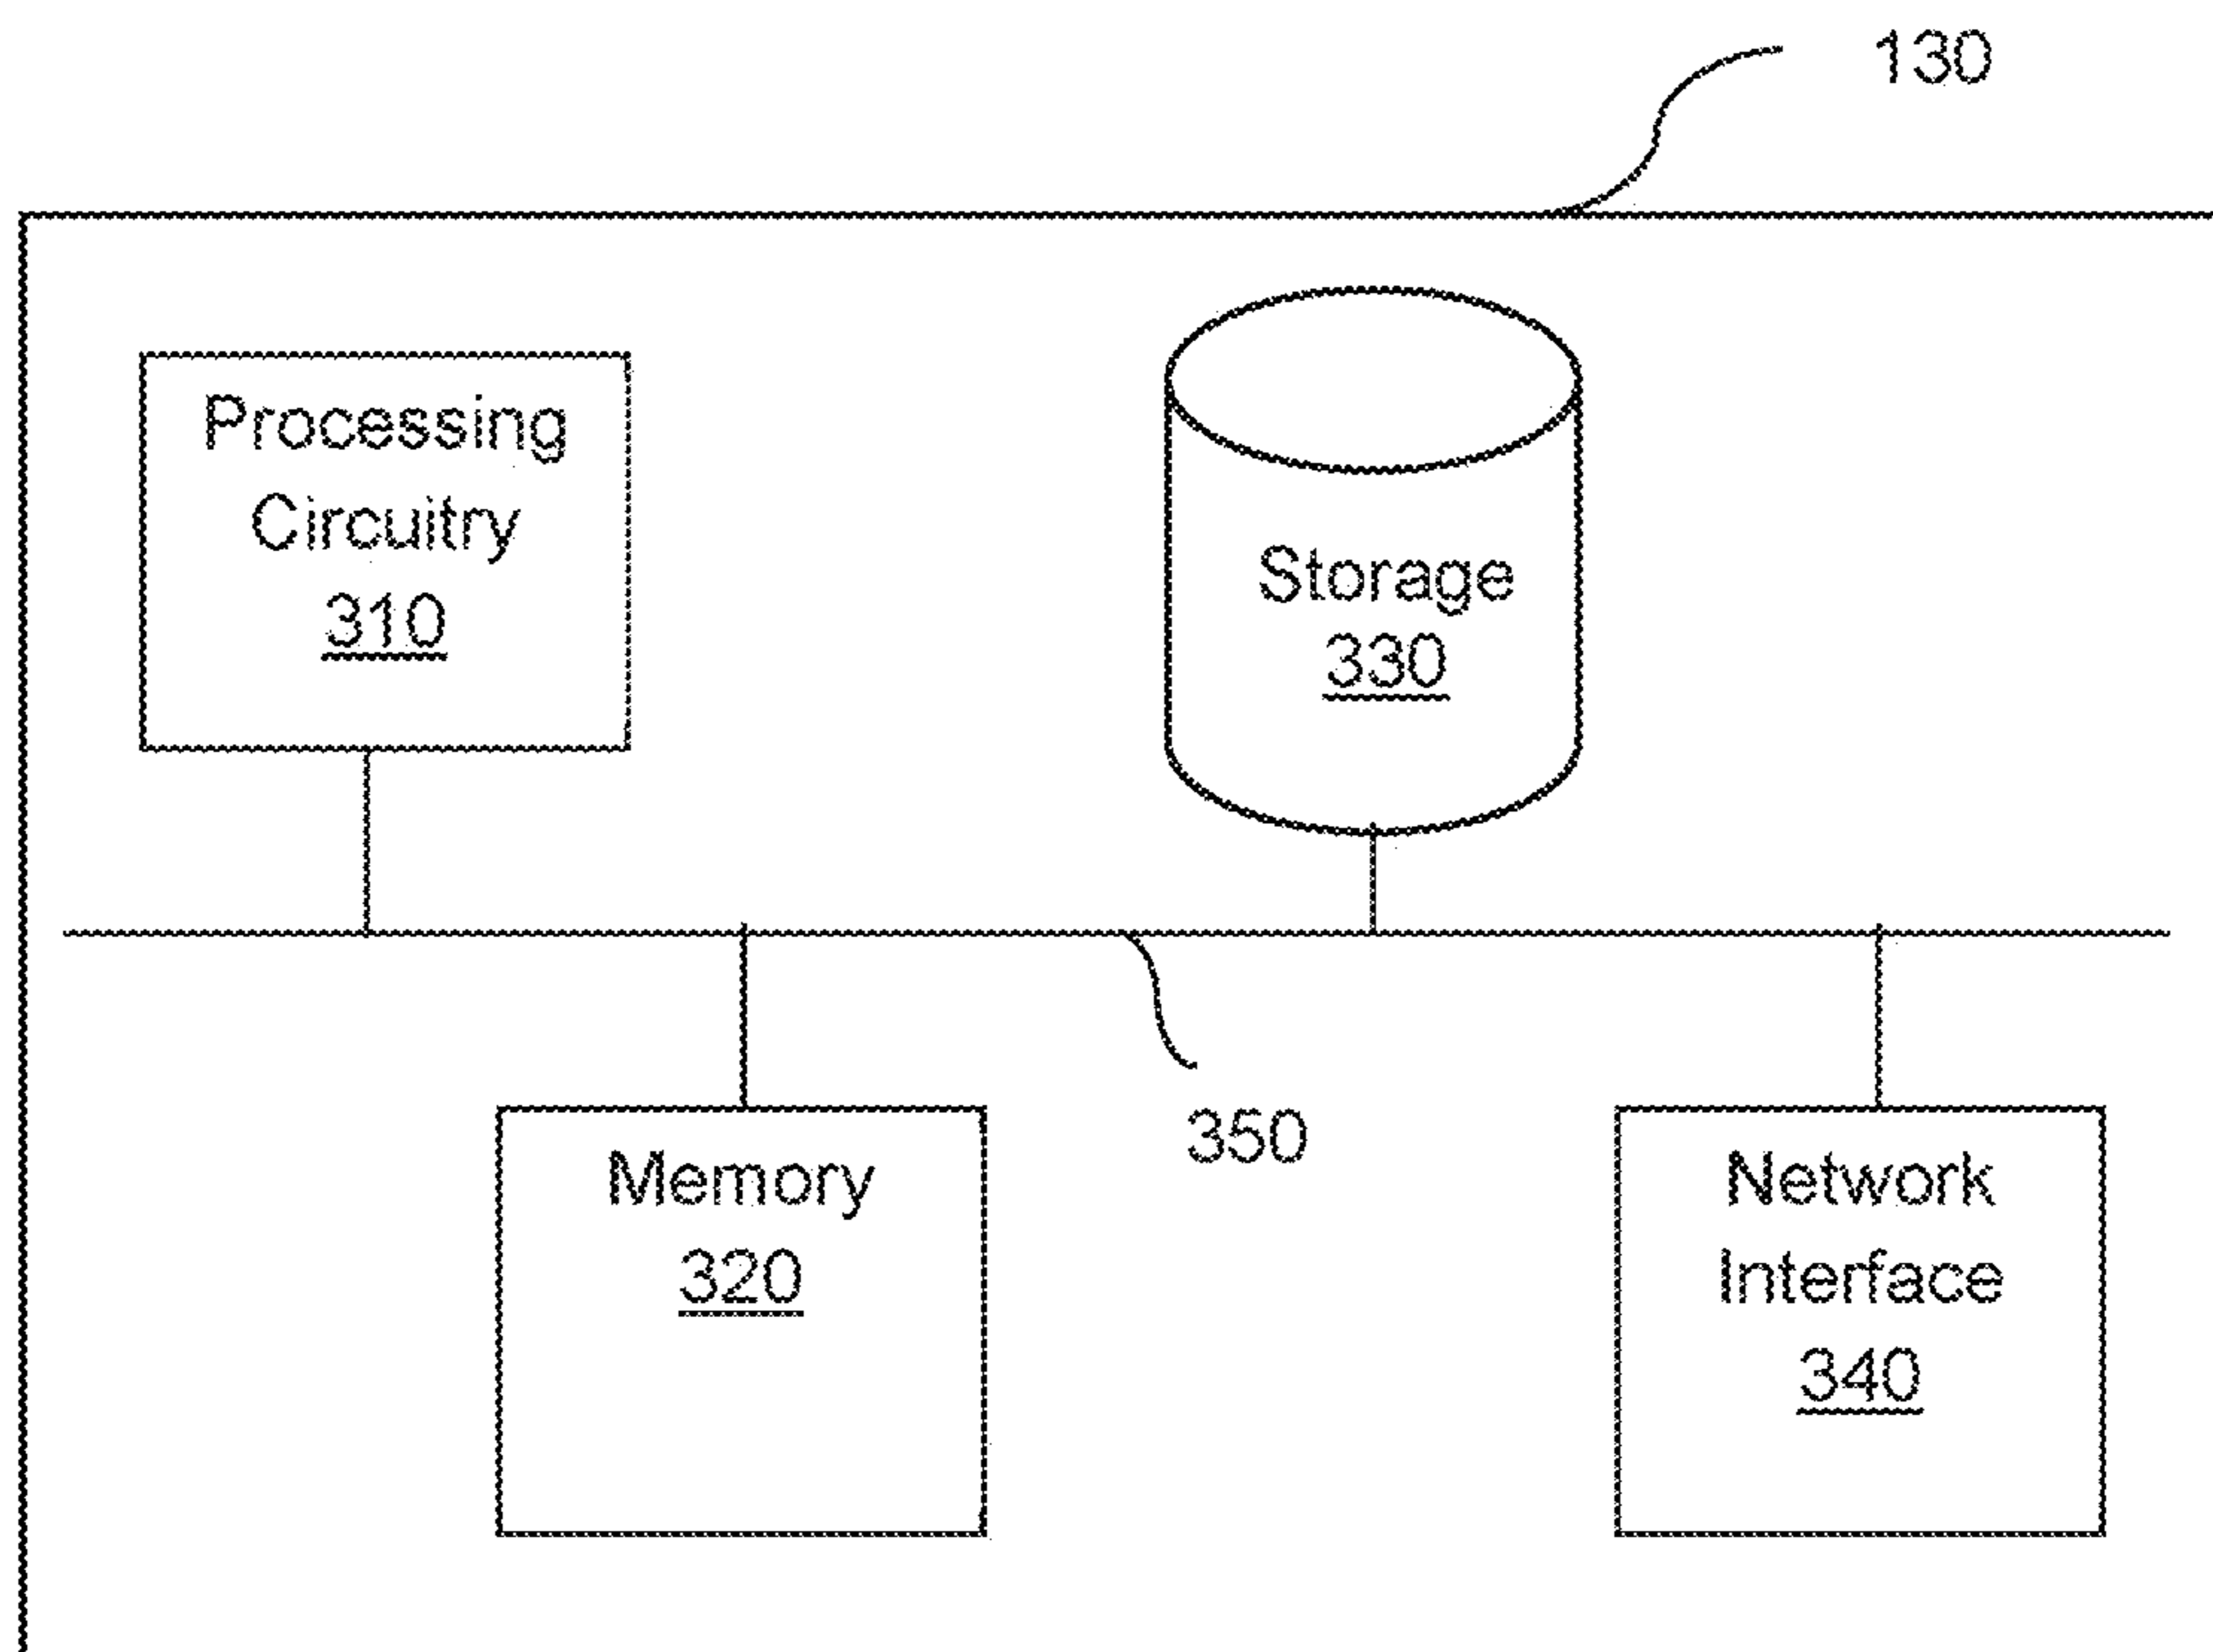 130
Processing
Circuitry
310
Storage
330
350
Memory
320
Network
Interface
340